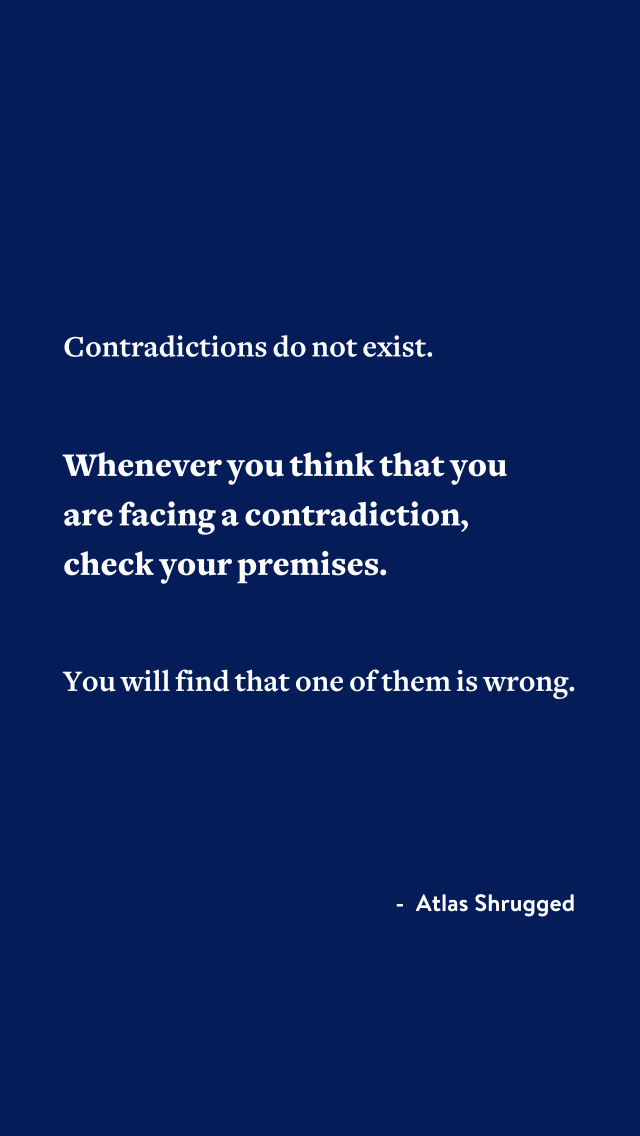 Contradictions do not exist.
Whenever you think that you
are facing a contradiction,
check your premises.
You will find that one of them is wrong.
- Atlas Shrugged